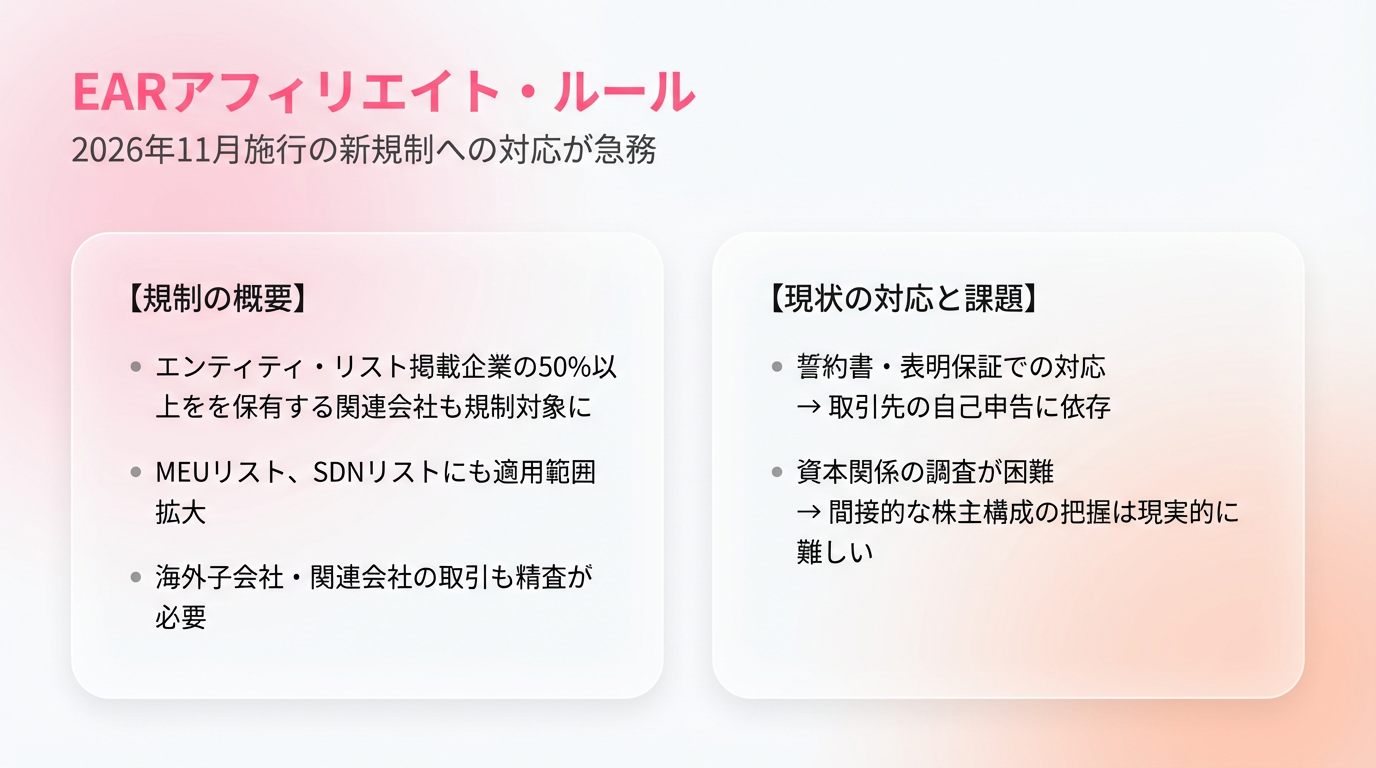 EARアフィリエイト・ルール
2026年11月施行の新規制への対応が急務
【規制の概要】
• エンティティ・リスト掲載企業の50%以
上をを保有する関連会社も規制対象に
• MEUリスト、SDNリストにも適用範囲
拡大
• 海外子会社・関連会社の取引も精査が
必要
【現状の対応と課題】
• 誓約書・表明保証での対応
→ 取引先の自己申告に依存
• 資本関係の調査が困難
→ 間接的な株主構成の把握は現実的に
難しい